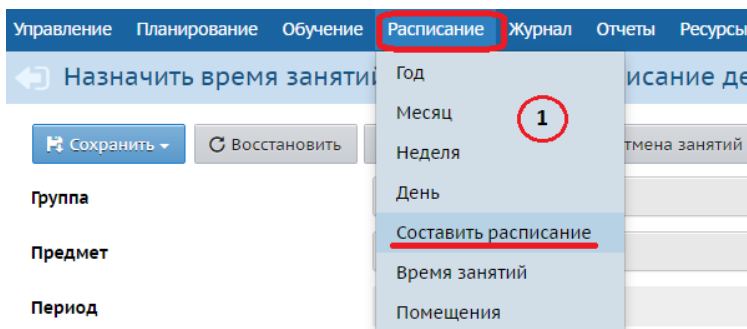 Управление Планирование Обучение Расписание Журнал Отчеты Ресурсы
Назначить время заняти исание де
Сохранить Восстановить тмена занятий
Год
Месяц
1
Неделя
День
Составить расписание
Время занятий
Помещения
Группа
Предмет
Период